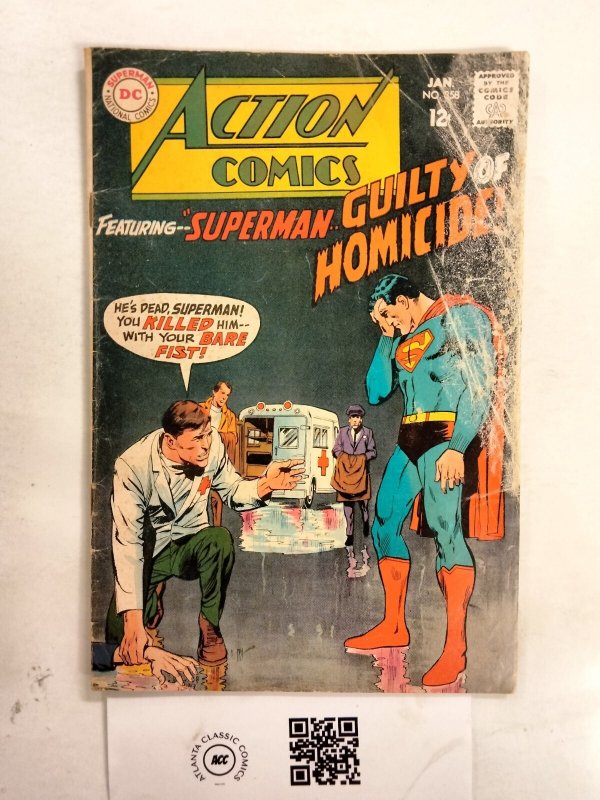 SUPERMAN
DC
NATIONAL COMICS
ACTION
COMICS
JAN.
NO. 358
12¢
APPROVED
BY THE
COMICS
CODE
AUTHORITY
FEATURING--"SUPERMAN..
GUILTY OF
HOMICIDE!
HE'S DEAD, SUPERMAN!
YOU KILLED HIM--
WITH YOUR BARE
FIST!
ATLANTA CLASSIC COMICS
ACC